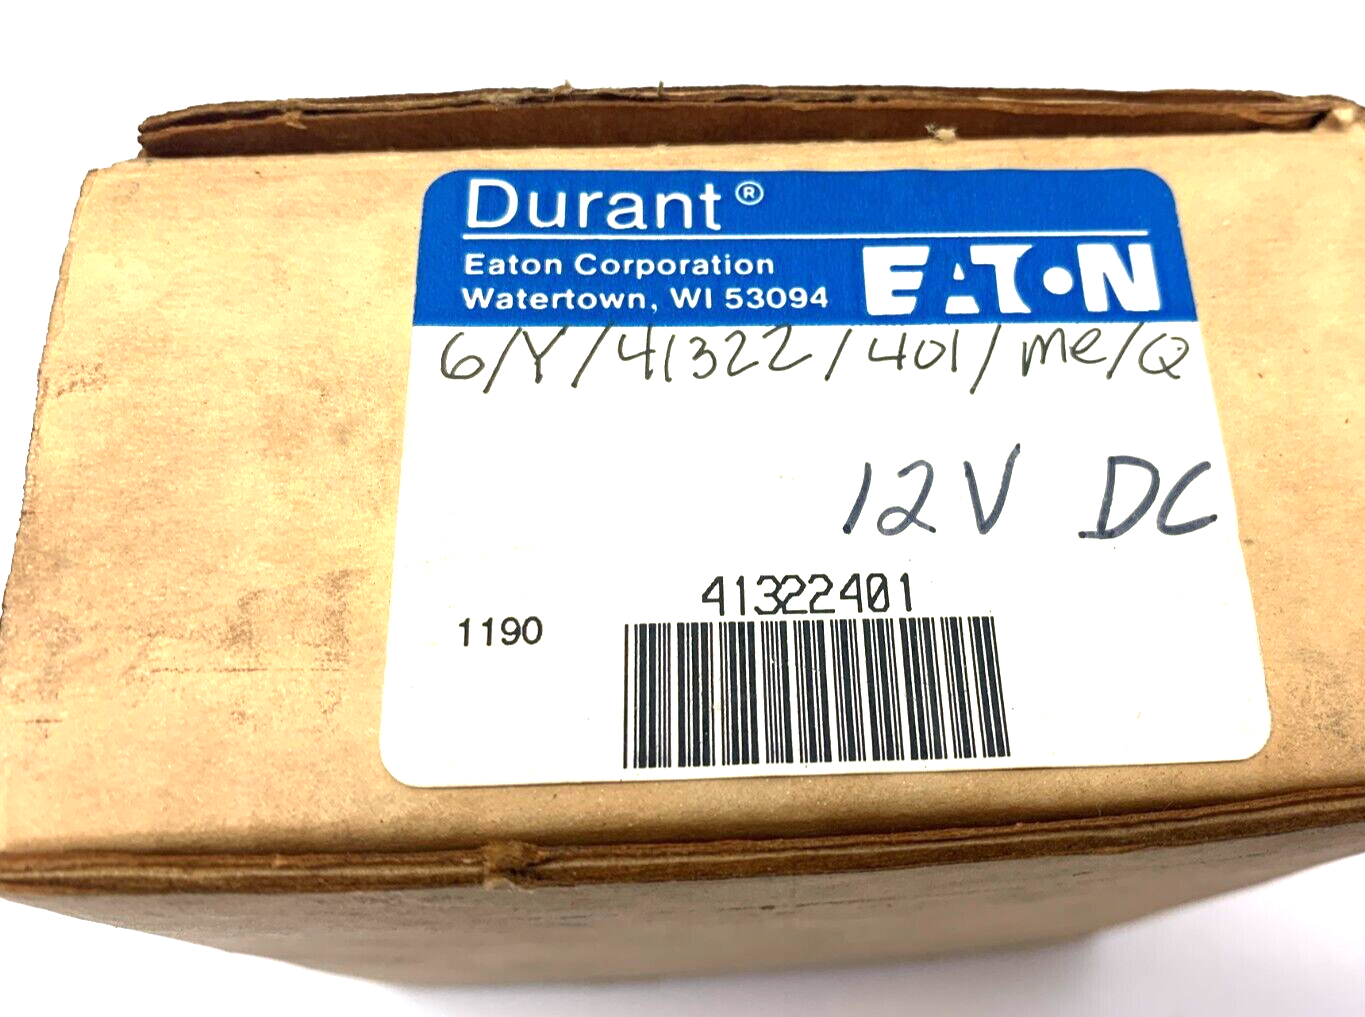 Durant®
Eaton Corporation
Watertown, WI 53094
EATON
6/Y/41322/401/me/Q
12V DC
41322401
1190